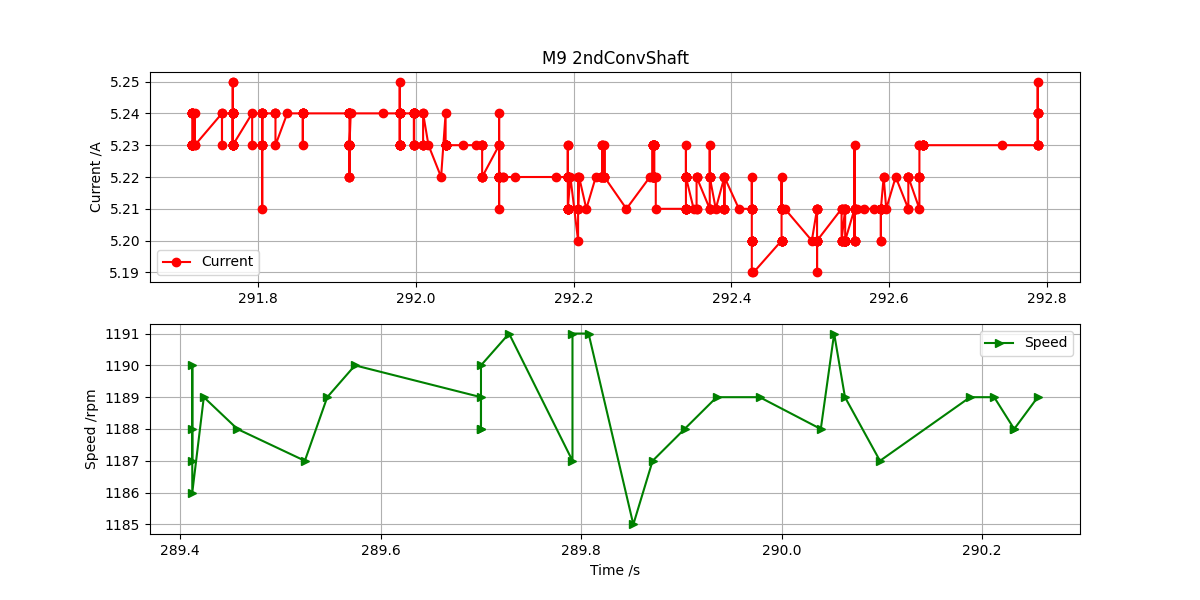 M9 2ndConvShaft
5.25
5.24
5.23
5.22
5.21
5.20
5.19
Current /A
Current
291.8 292.0 292.2 292.4 292.6 292.8
1191
1190
1189
1188
1187
1186
1185
Speed /rpm
Speed
289.4 289.6 289.8 290.0 290.2
Time /s